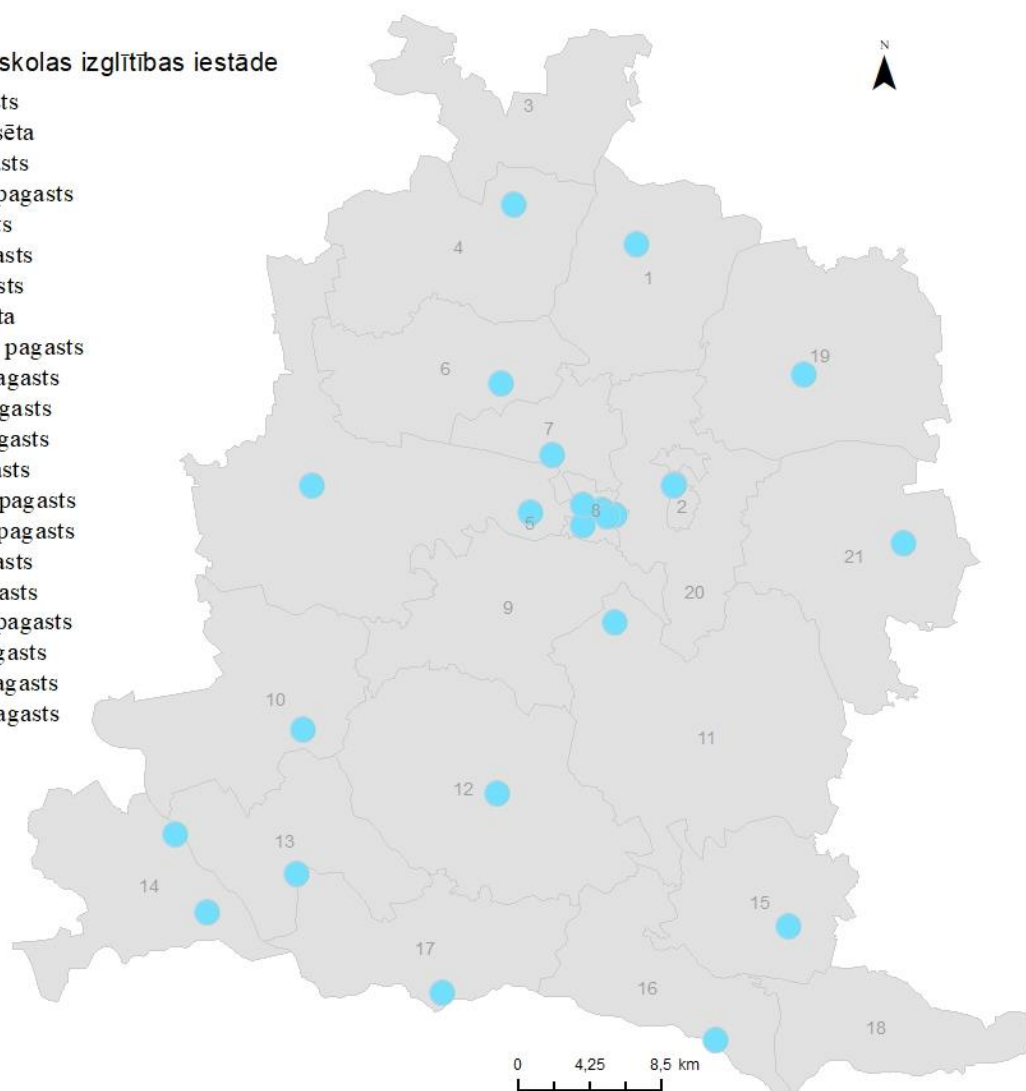 skolas izglītības iestāde
sts
sēta
asts
pagasts
ts
asts
sts
ta
pagasts
agasts
gasts
gasts
asts
pagasts
pagasts
asts
asts
pagasts
gasts
agasts
agasts
N
3
4
1
19
6
7
8
2
5
21
20
9
10
11
12
13
14
15
17
16
18
0 4,25 8,5 km